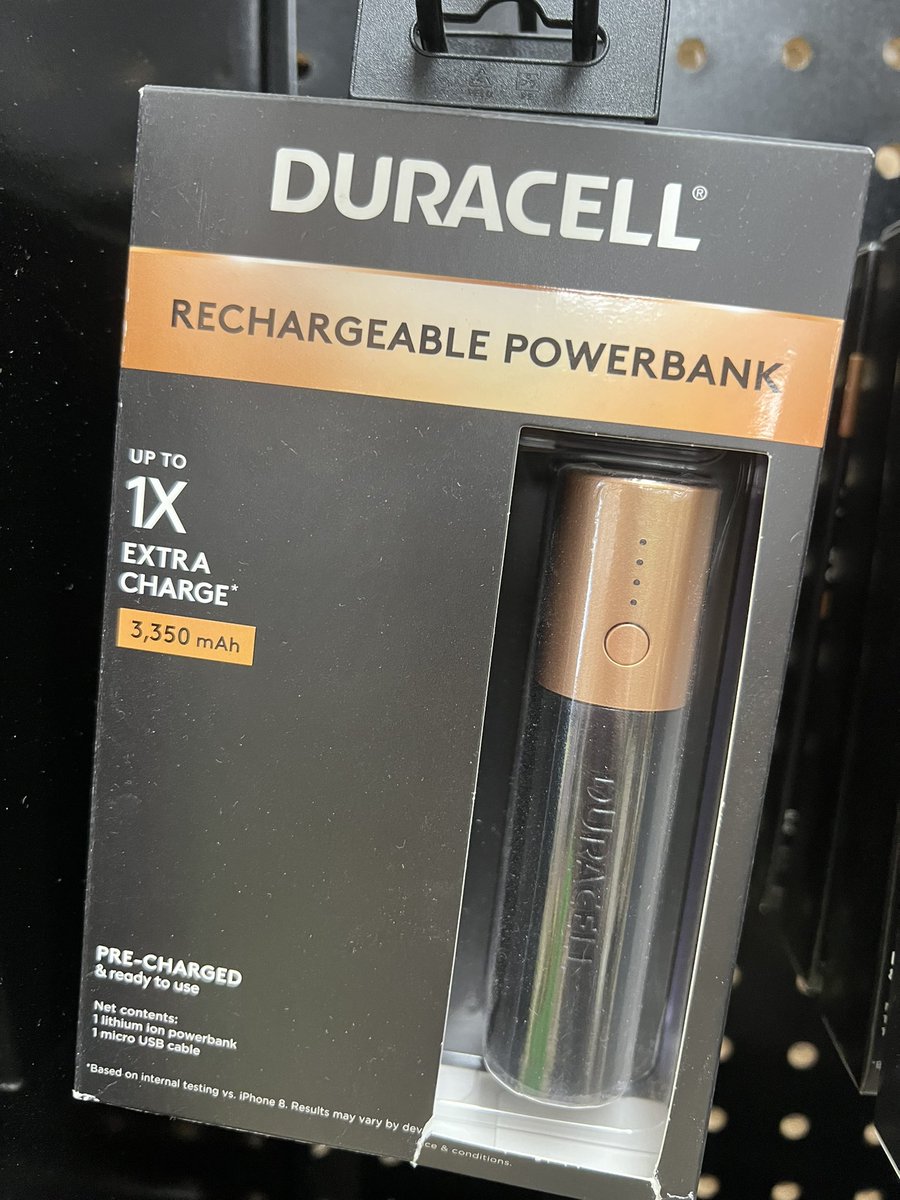 DURACELL®
RECHARGEABLE POWERBANK
UP TO
1X
EXTRA
CHARGE*
3,350 mAh
DURACELL
PRE-CHARGED
& ready to use
Net contents:
1 lithium ion powerbank
1 micro USB cable
*Based on internal testing vs. iPhone 8. Results may vary by dev ce & conditions.